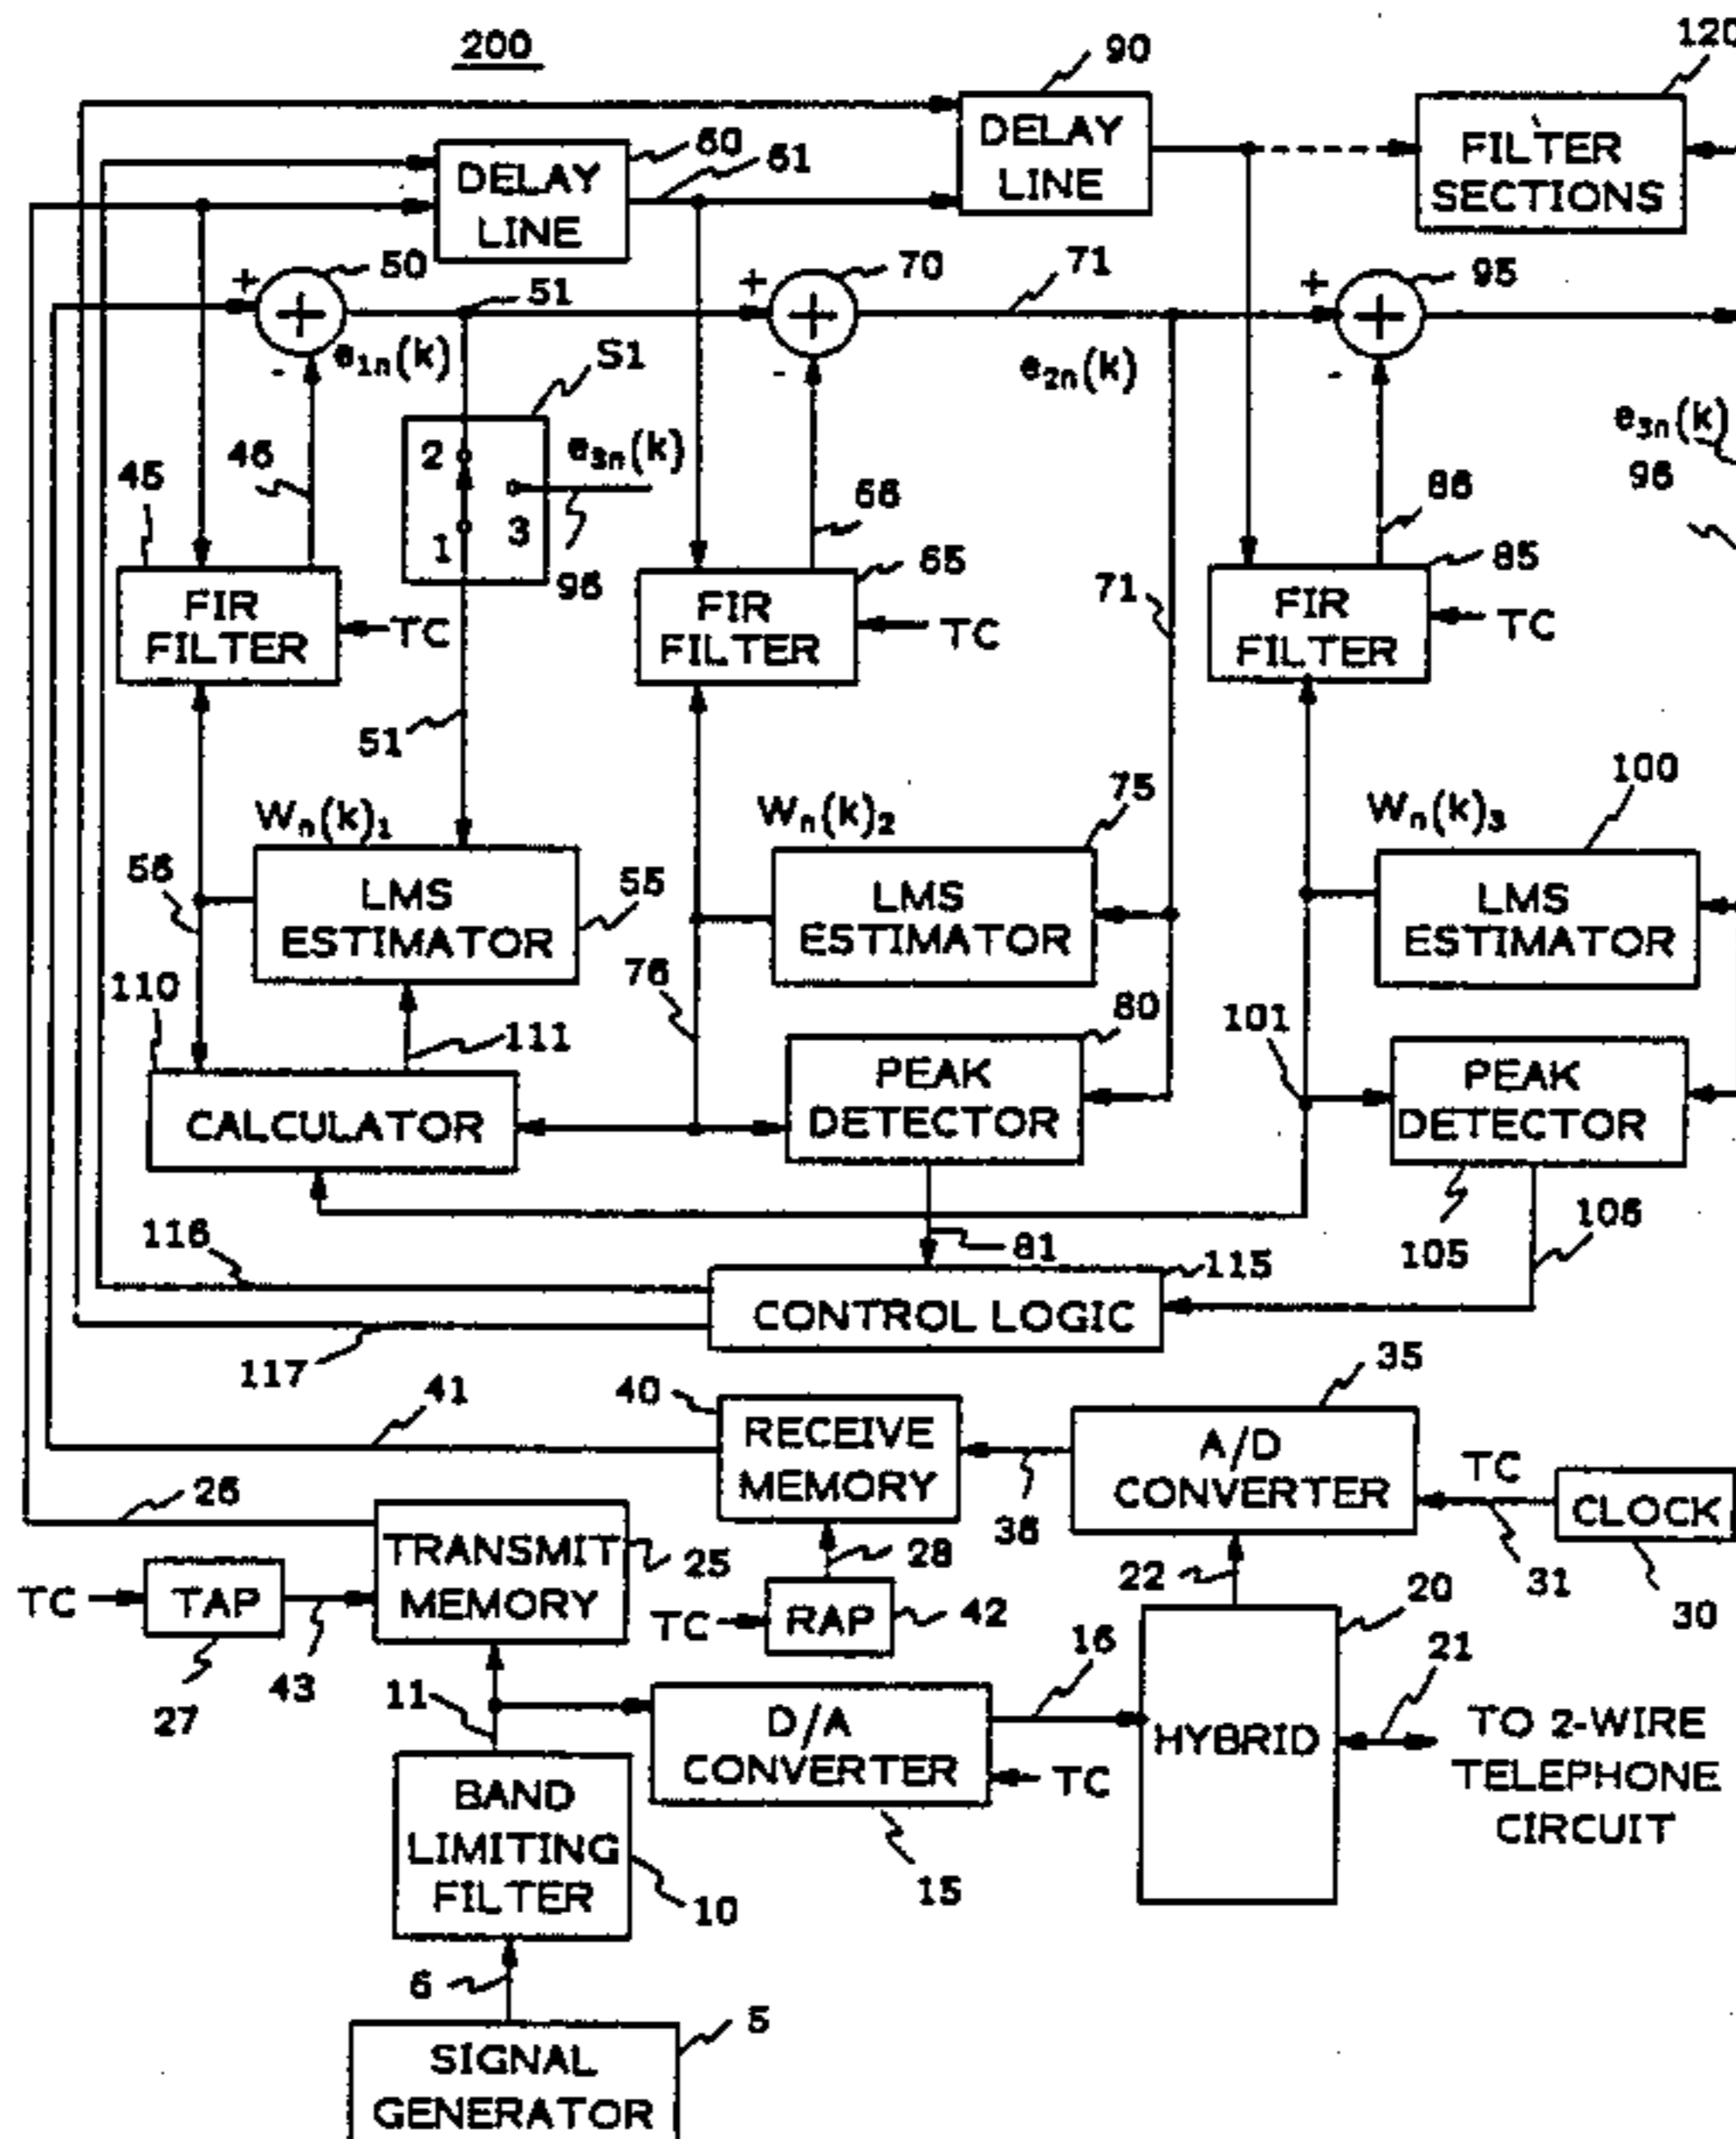 200
90
120
DELAY
LINE
FILTER
SECTIONS
60
61
DELAY
LINE
+
50
+
51
+
70
+
71
+
95
+
-
e1n(k)
S1
-
e2n(k)
-
e3n(k)
96
45
46
2
e3n(k)
1
3
96
66
86
FIR
FILTER
TC
FIR
FILTER
65
TC
71
FIR
FILTER
85
TC
51
Wn(k)1
Wn(k)2
75
Wn(k)3
100
56
LMS
ESTIMATOR
55
LMS
ESTIMATOR
LMS
ESTIMATOR
110
76
80
101
111
CALCULATOR
PEAK
DETECTOR
PEAK
DETECTOR
116
81
115
105
106
CONTROL LOGIC
117
41
40
35
RECEIVE
MEMORY
A/D
CONVERTER
TC
CLOCK
26
36
31
30
TRANSMIT
MEMORY
25
28
22
20
TC
TAP
TC
RAP
42
43
27
11
16
21
D/A
CONVERTER
TC
HYBRID
TO 2-WIRE
TELEPHONE
CIRCUIT
BAND
LIMITING
FILTER
10
15
6
5
SIGNAL
GENERATOR